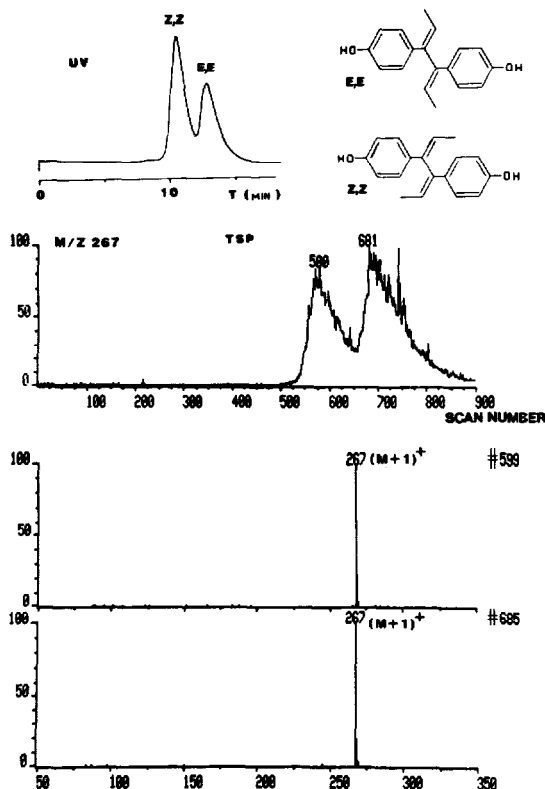 Z,Z
E,E
UV
0 10 T (MIN)
HO
OH
E,E
HO
OH
Z,Z
M/Z 267 TSP
580 681
100
50
0
100 200 300 400 500 600 700 800 900
SCAN NUMBER
267 (M+1)+ #599
100
50
0
267 (M+1)+ #685
100
50
0
50 100 150 200 250 300 350